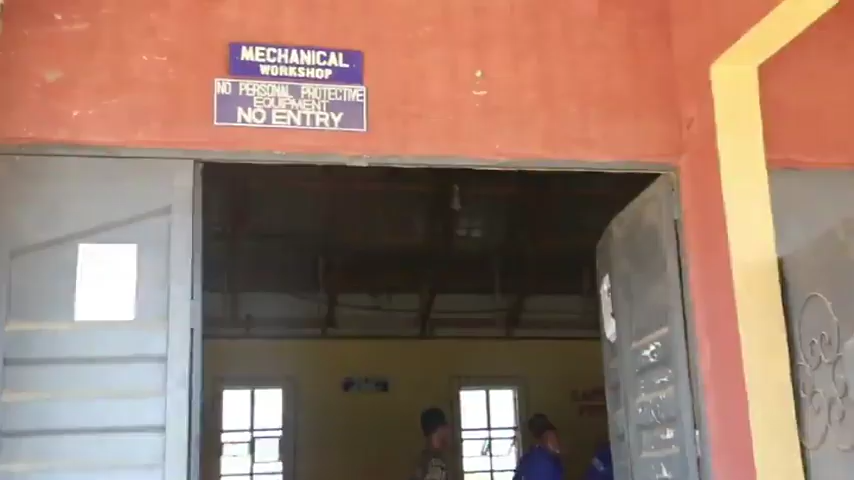 MECHANICAL
WORKSHOP
NO PERSONAL PROTECTIVE
EQUIPMENT
NO ENTRY